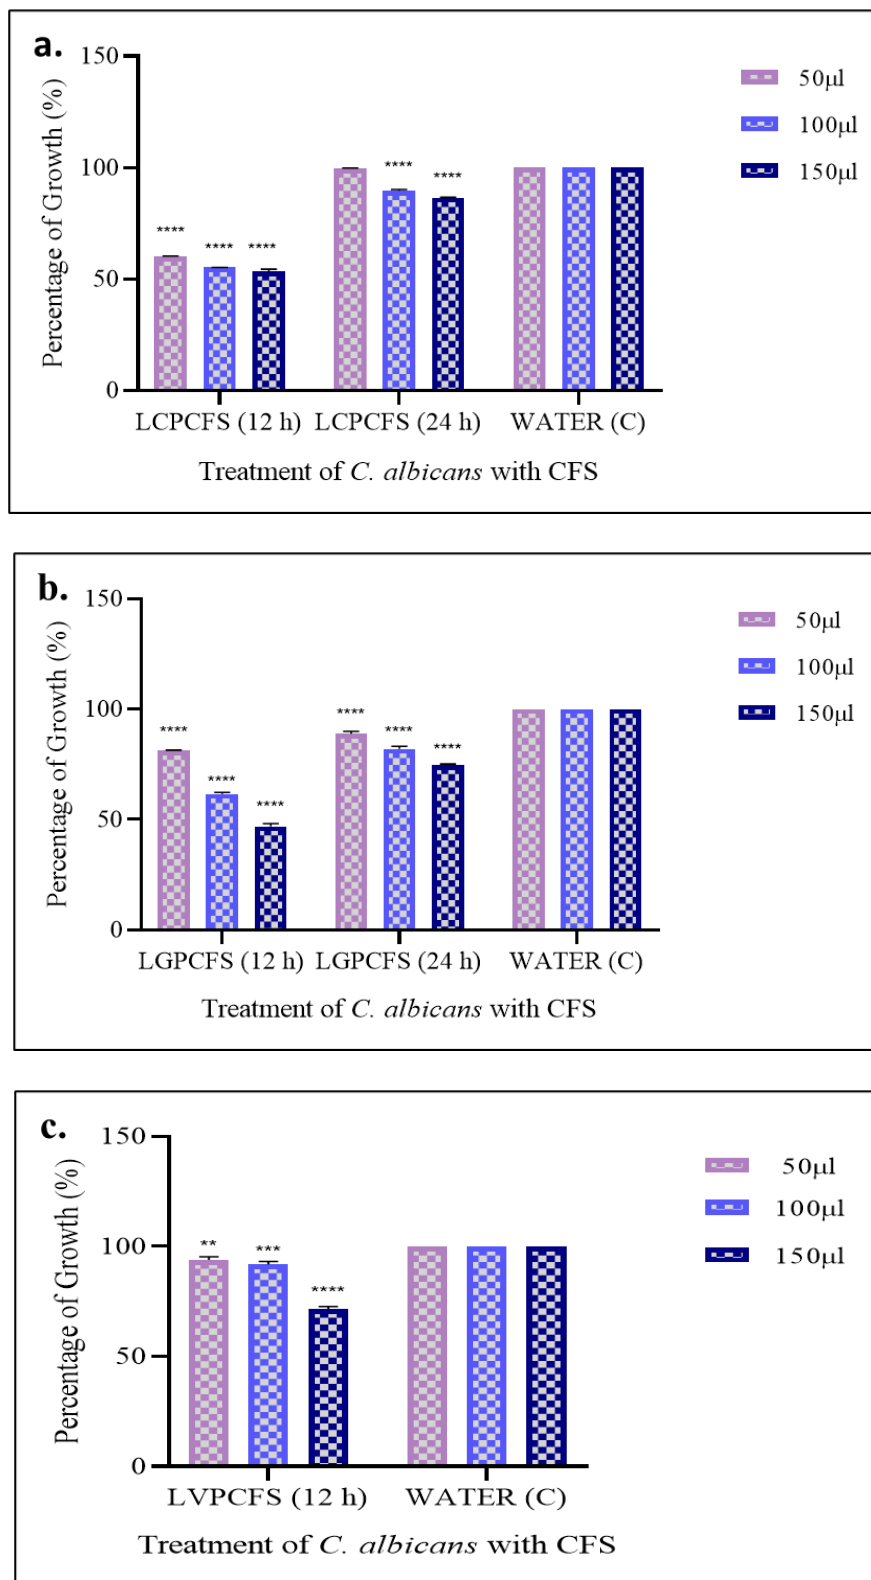 a.
150
100
50
0
Percentage of Growth (%)
****
****
****
****
****
50µl
100µl
150µl
LCPCFS (12 h) LCPCFS (24 h) WATER (C)
Treatment of C. albicans with CFS
b.
150
100
50
0
Percentage of Growth (%)
****
****
****
****
****
****
50µl
100µl
150µl
LGPCFS (12 h) LGPCFS (24 h) WATER (C)
Treatment of C. albicans with CFS
c.
150
100
50
0
Percentage of Growth (%)
**
***
****
50µl
100µl
150µl
LVPCFS (12 h) WATER (C)
Treatment of C. albicans with CFS